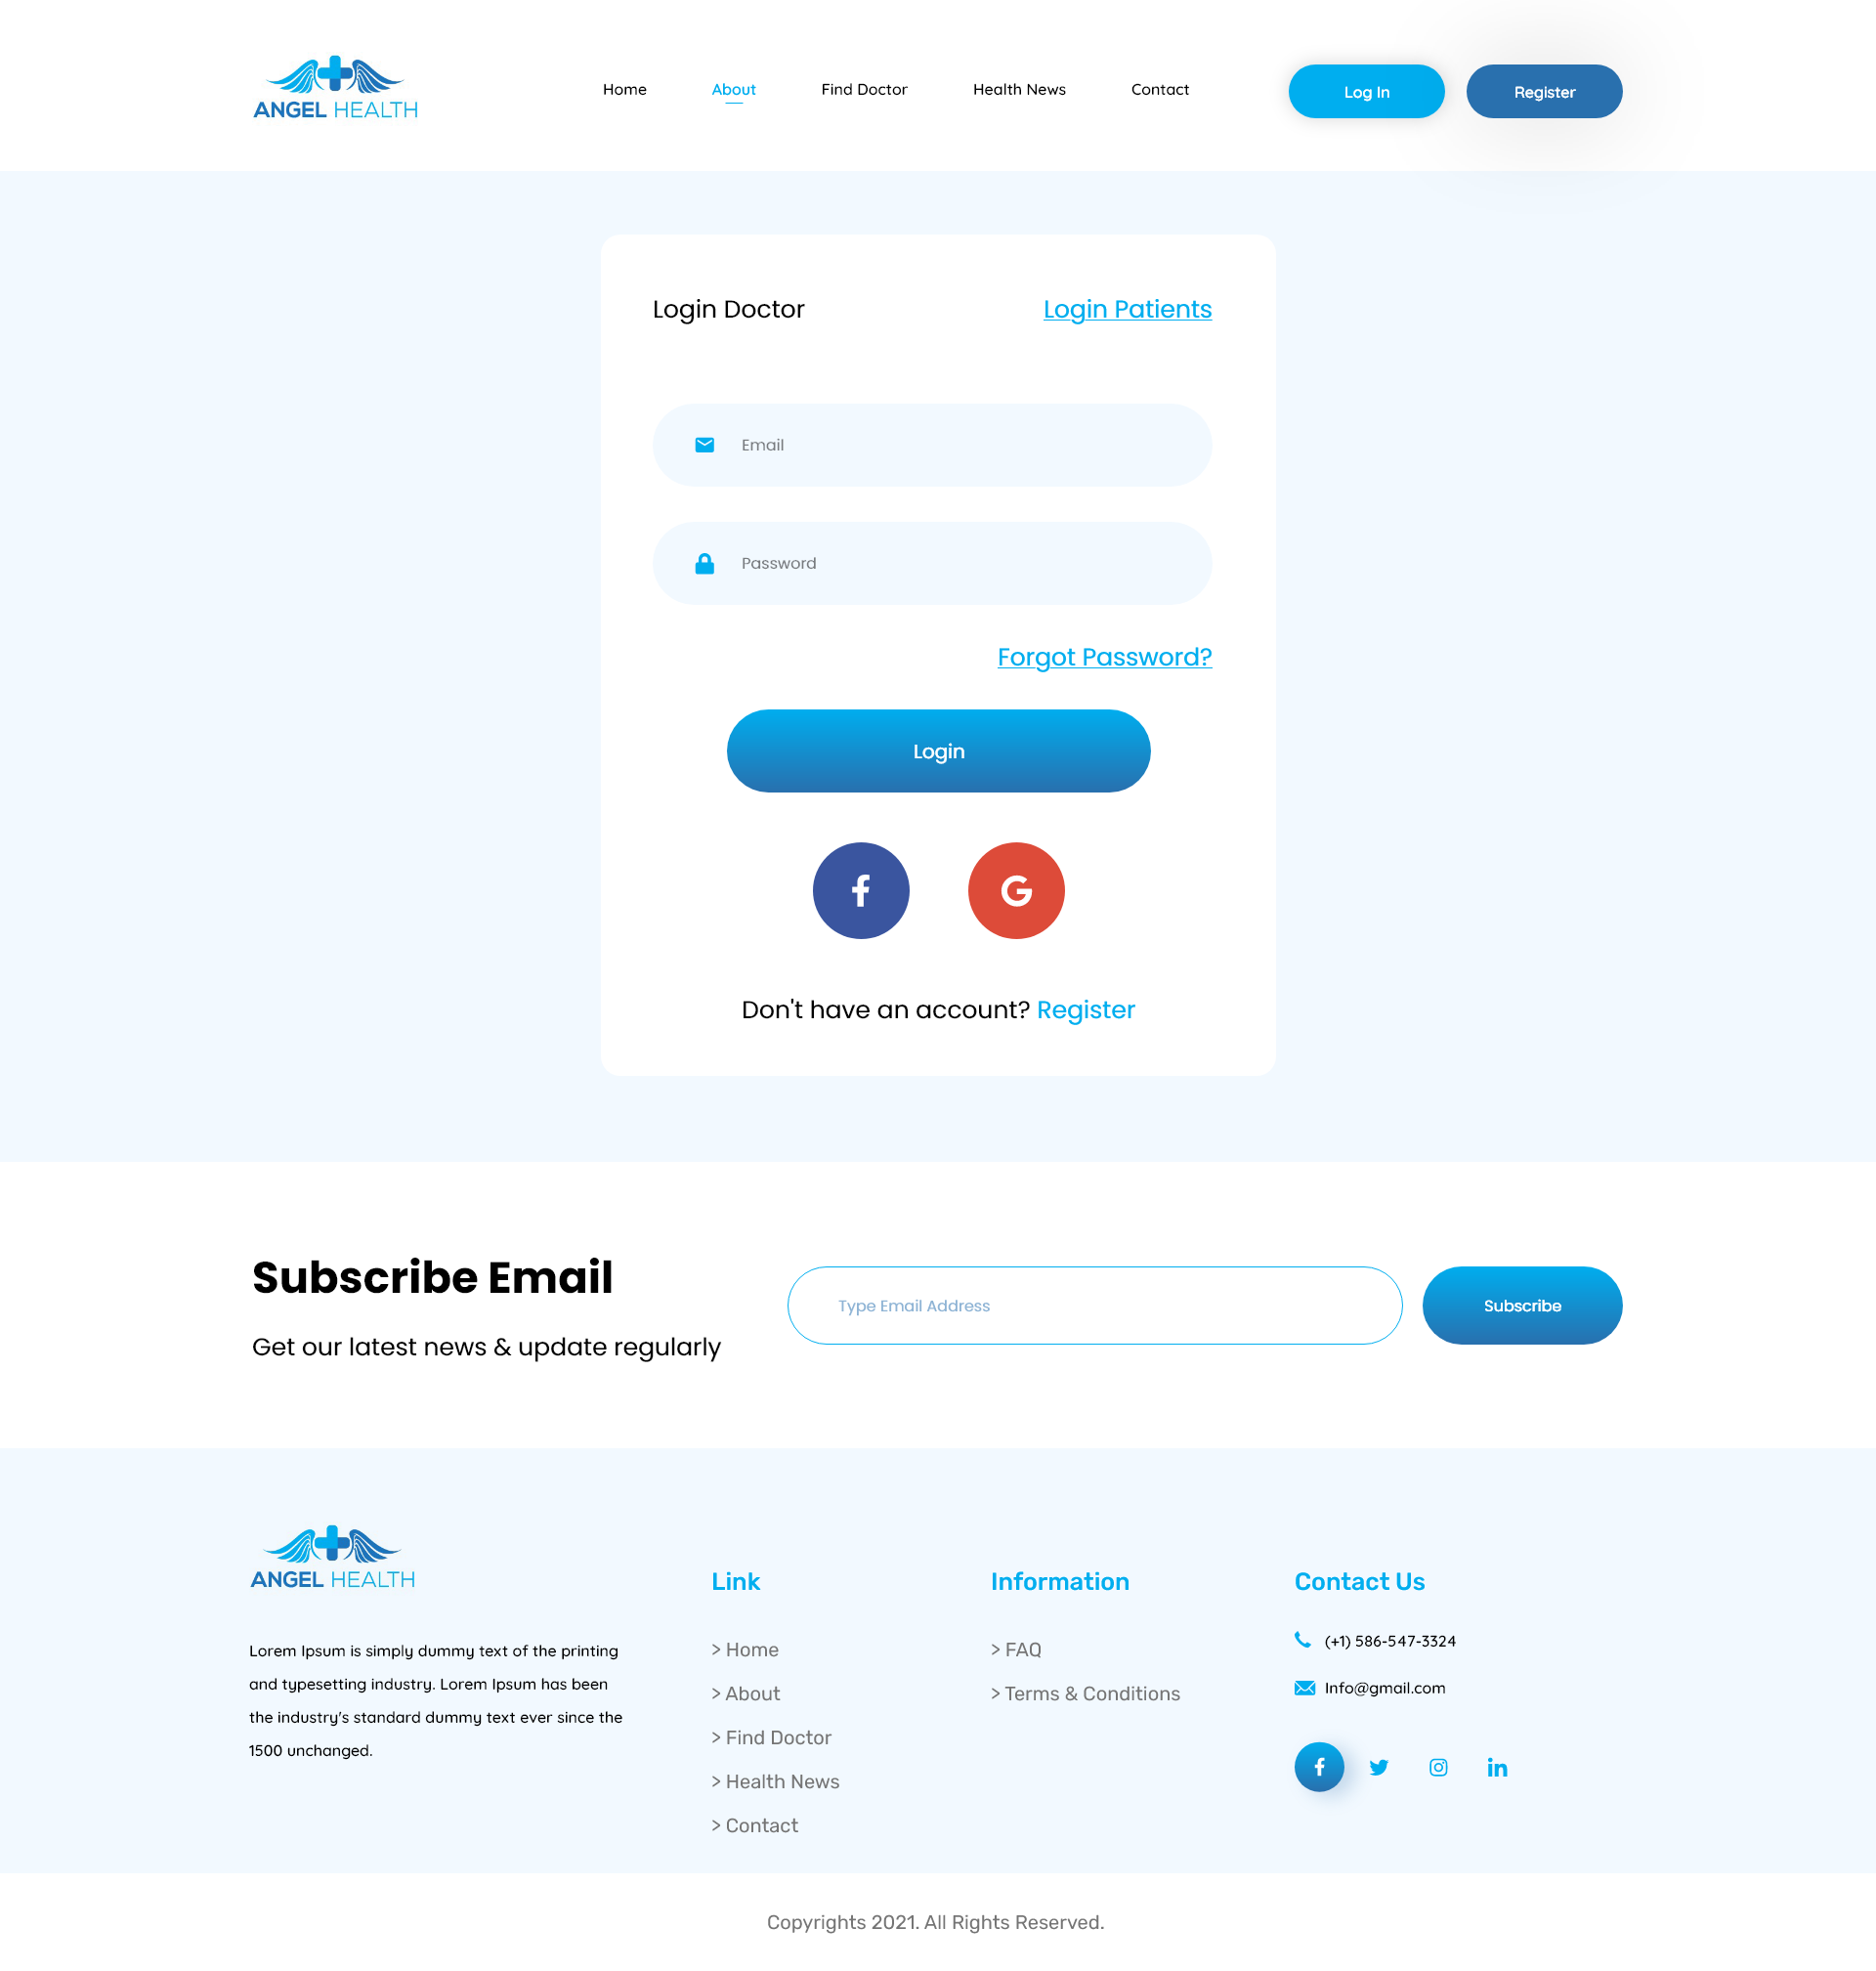 ANGEL HEALTH
Home About Find Doctor Health News Contact Log In Register
Login Doctor Login Patients
Email
Password
Forgot Password?
Login
f G
Don't have an account? Register
Subscribe Email
Get our latest news & update regularly
Type Email Address
Subscribe
ANGEL HEALTH
Lorem Ipsum is simply dummy text of the printing
and typesetting industry. Lorem Ipsum has been
the industry's standard dummy text ever since the
1500 unchanged.
Link
> Home
> About
> Find Doctor
> Health News
> Contact
Information
> FAQ
> Terms & Conditions
Contact Us
(+1) 586-547-3324
Info@gmail.com
f in
Copyrights 2021. All Rights Reserved.